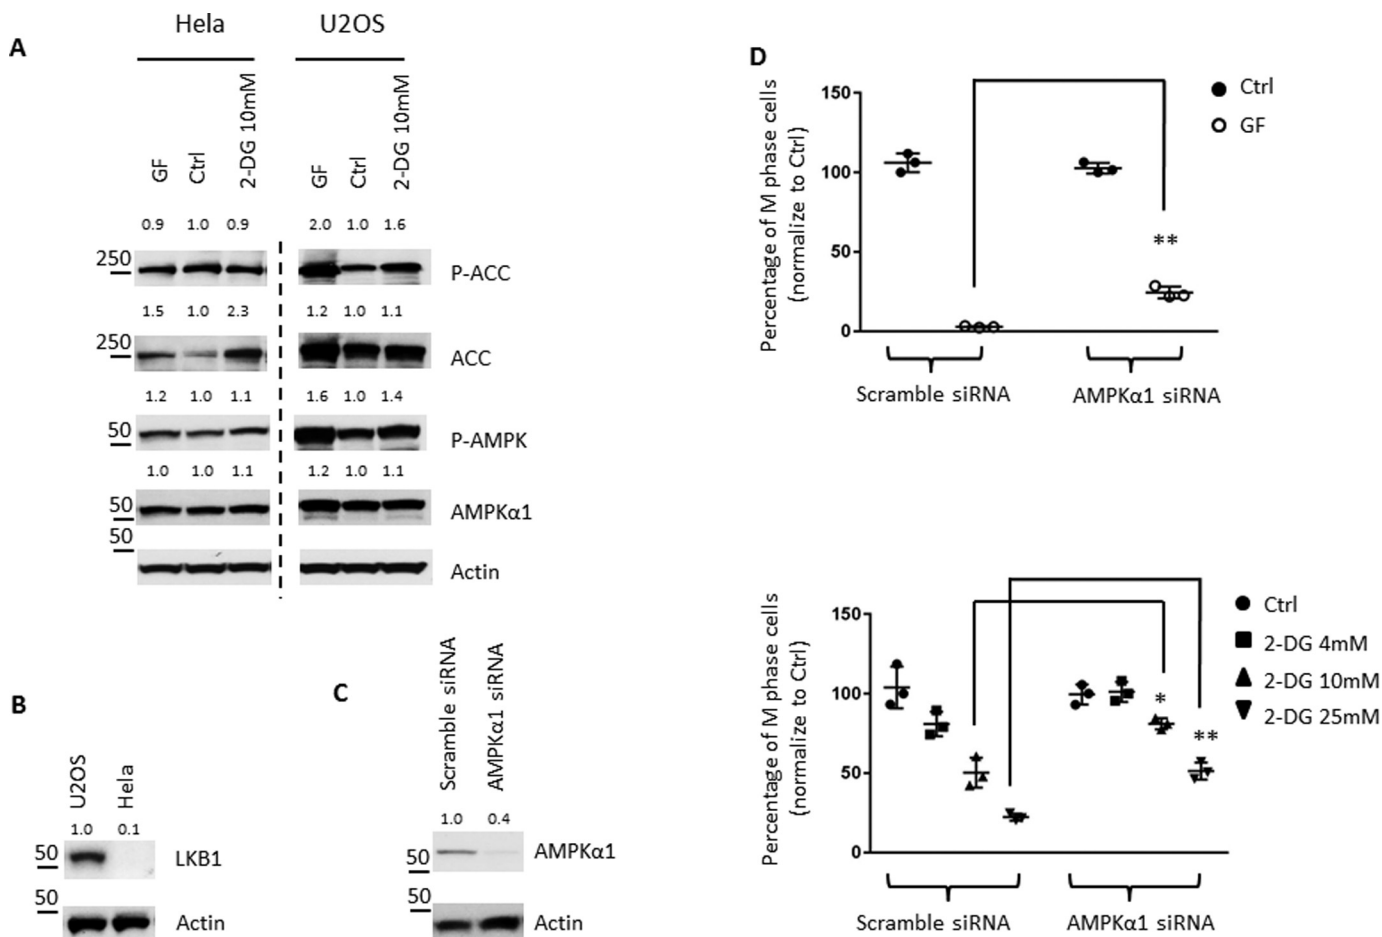 A
Hela
U2OS
GF
Ctrl
2-DG 10mM
GF
Ctrl
2-DG 10mM
0.9 1.0 0.9 2.0 1.0 1.6
250
P-ACC
1.5 1.0 2.3 1.2 1.0 1.1
250
ACC
1.2 1.0 1.1 1.6 1.0 1.4
50
P-AMPK
1.0 1.0 1.1 1.2 1.0 1.1
50
AMPKα1
50
Actin
B
U2OS
Hela
1.0 0.1
50
LKB1
50
Actin
C
Scramble siRNA
AMPKα1 siRNA
1.0 0.4
50
AMPKα1
50
Actin
D
Percentage of M phase cells
(normalize to Ctrl)
150
100
50
0
**
Ctrl
GF
Scramble siRNA
AMPKα1 siRNA
Percentage of M phase cells
(normalize to Ctrl)
150
100
50
0
*
**
Ctrl
2-DG 4mM
2-DG 10mM
2-DG 25mM
Scramble siRNA
AMPKα1 siRNA